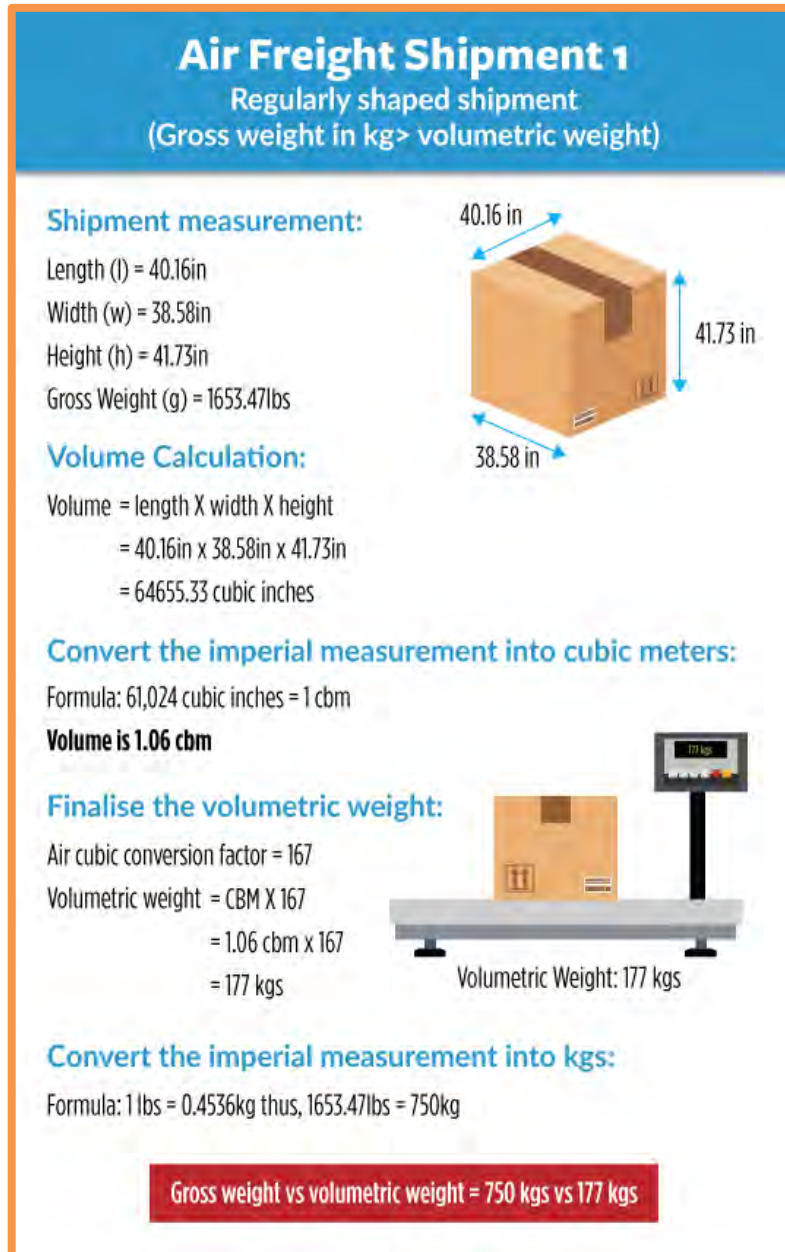 Air Freight Shipment 1
Regularly shaped shipment
(Gross weight in kg> volumetric weight)
Shipment measurement:
Length (l) = 40.16in
Width (w) = 38.58in
Height (h) = 41.73in
Gross Weight (g) = 1653.47lbs
40.16 in
41.73 in
38.58 in
Volume Calculation:
Volume = length X width X height
= 40.16in x 38.58in x 41.73in
= 64655.33 cubic inches
Convert the imperial measurement into cubic meters:
Formula: 61,024 cubic inches = 1 cbm
Volume is 1.06 cbm
Finalise the volumetric weight:
Air cubic conversion factor = 167
Volumetric weight = CBM X 167
= 1.06 cbm x 167
= 177 kgs
177 kgs
Volumetric Weight: 177 kgs
Convert the imperial measurement into kgs:
Formula: 1 lbs = 0.4536kg thus, 1653.47lbs = 750kg
Gross weight vs volumetric weight = 750 kgs vs 177 kgs